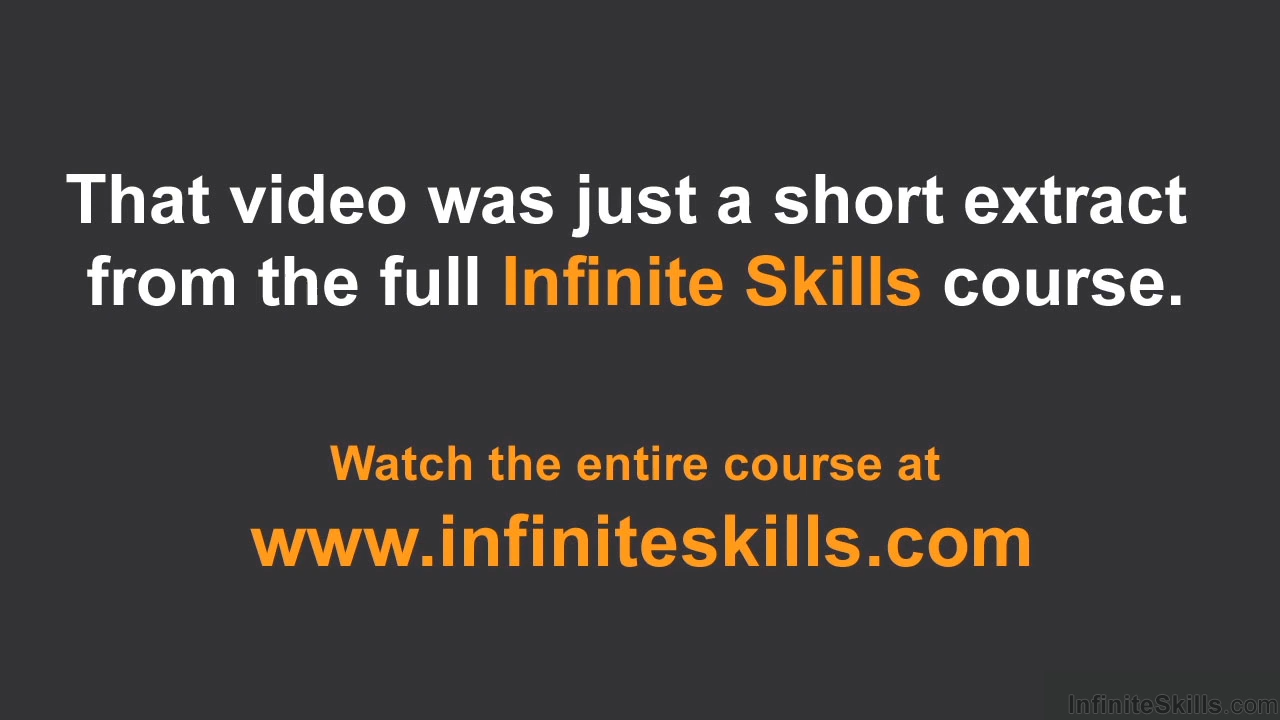 That video was just a short extract
from the full Infinite Skills course.
Watch the entire course at
www.infiniteskills.com
InfiniteSkills.com